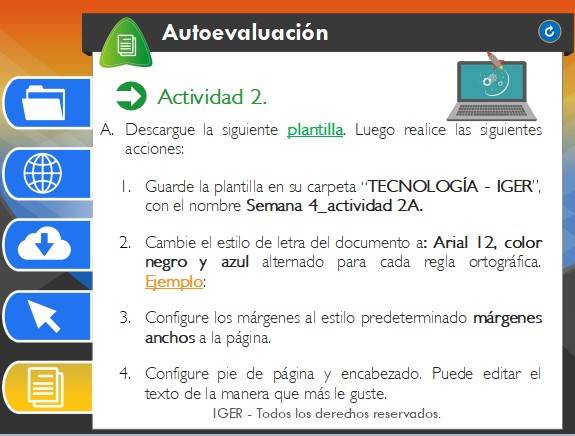 Autoevaluación
Actividad 2.
A. Descargue la siguiente plantilla. Luego realice las siguientes
acciones:
1. Guarde la plantilla en su carpeta “TECNOLOGÍA - IGER”,
con el nombre Semana 4_actividad 2A.
2. Cambie el estilo de letra del documento a: Arial 12, color
negro y azul alternado para cada regla ortográfica.
Ejemplo:
3. Configure los márgenes al estilo predeterminado márgenes
anchos a la página.
4. Configure pie de página y encabezado. Puede editar el
texto de la manera que más le guste.
IGER - Todos los derechos reservados.